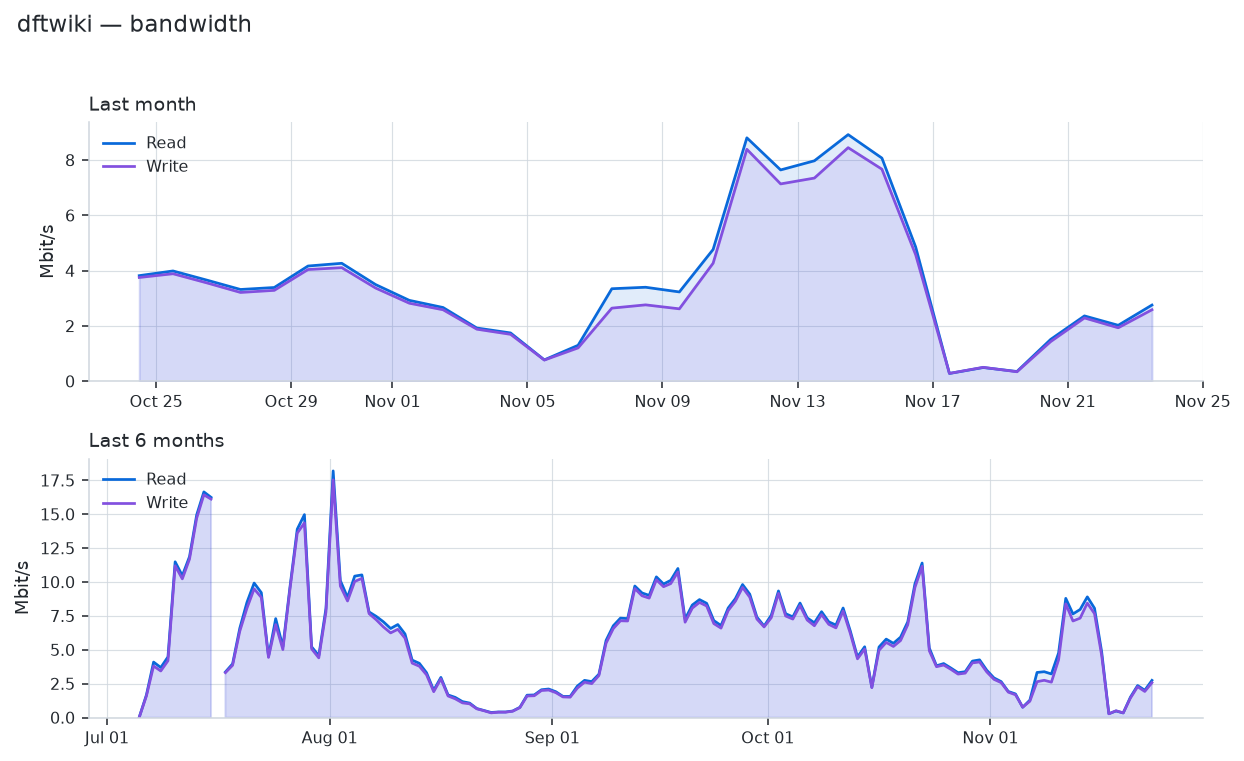 dftwiki — bandwidth
Last month
Read
Write
8
6
4
2
0
Mbit/s
Oct 25 Oct 29 Nov 01 Nov 05 Nov 09 Nov 13 Nov 17 Nov 21 Nov 25
Last 6 months
Read
Write
17.5
15.0
12.5
10.0
7.5
5.0
2.5
0.0
Mbit/s
Jul 01 Aug 01 Sep 01 Oct 01 Nov 01